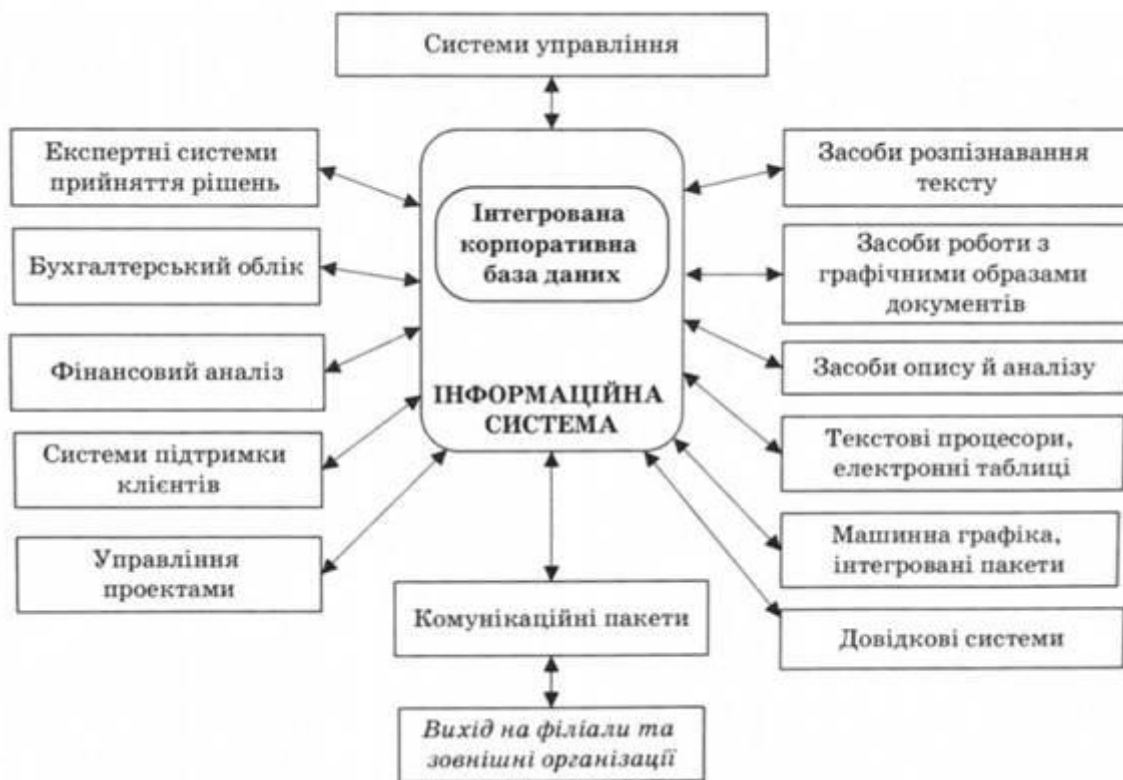 Системи управління
Експертні системи
прийняття рішень
Бухгалтерський облік
Фінансовий аналіз
Системи підтримки
клієнтів
Управління
проектами
Інтегрована
корпоративна
база даних
ІНФОРМАЦІЙНА
СИСТЕМА
Засоби розпізнавання
тексту
Засоби роботи з
графічними образами
документів
Засоби опису й аналізу
Текстові процесори,
електронні таблиці
Машинна графіка,
інтегровані пакети
Довідкові системи
Комунікаційні пакети
Вихід на філіали та
зовнішні організації